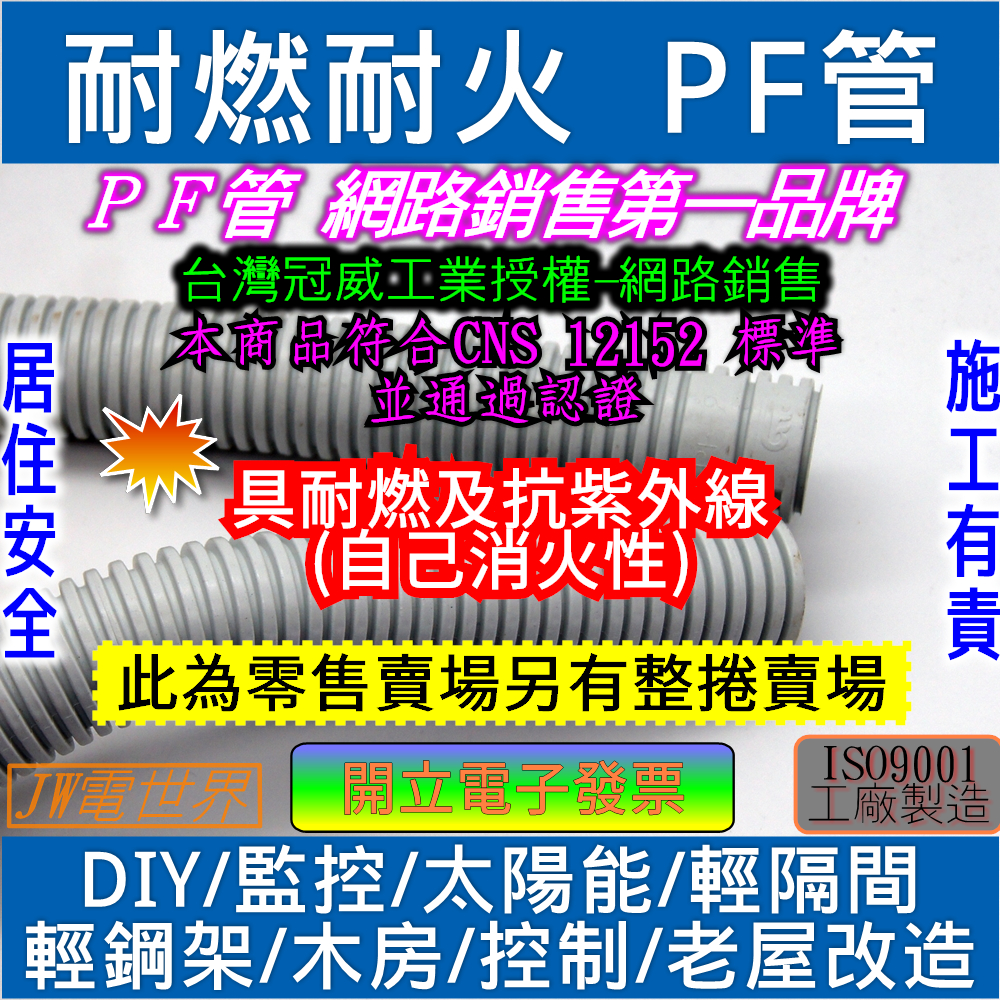 耐燃耐火 PF管
PF管 網路銷售第一品牌
台灣冠威工業授權-網路銷售
本商品符合CNS 12152 標準
並通過認證
居住安全
施工有責
具耐燃及抗紫外線
(自己消火性)
此為零售賣場另有整捲賣場
JW電世界
開立電子發票
ISO9001
工廠製造
DIY/監控/太陽能/輕隔間
輕鋼架/木房/控制/老屋改造